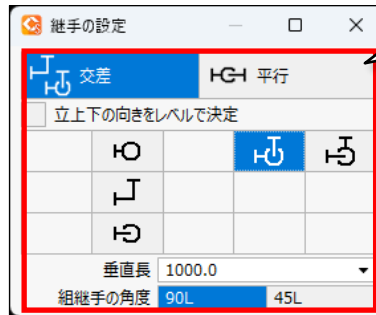 継手の設定
交差 平行
立上下の向きをレベルで決定
垂直長 1000.0
組継手の角度 90L 45L